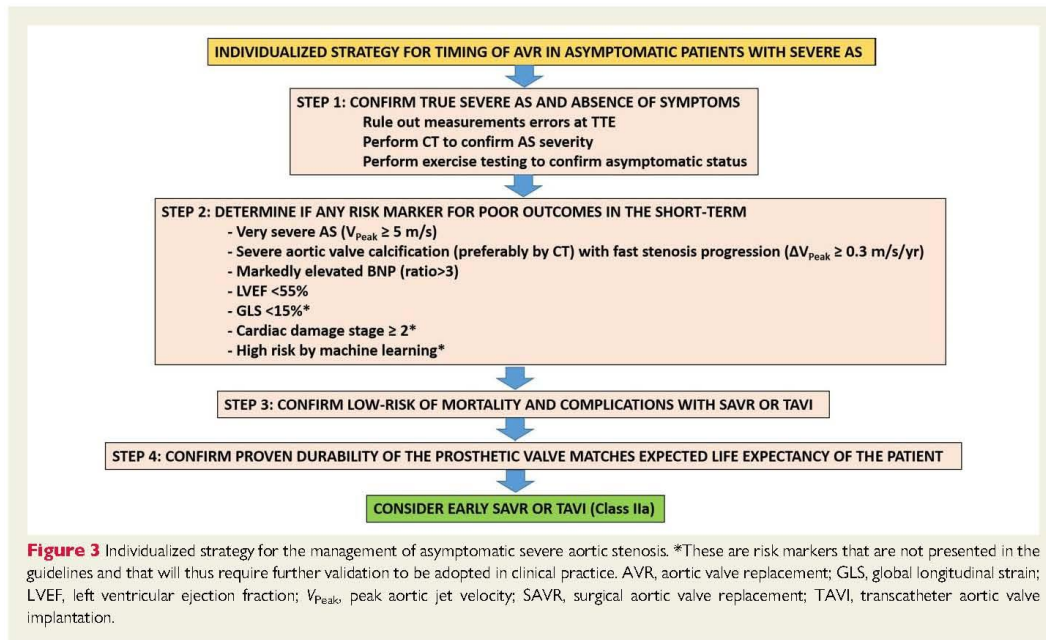 INDIVIDUALIZED STRATEGY FOR TIMING OF AVR IN ASYMPTOMATIC PATIENTS WITH SEVERE AS
STEP 1: CONFIRM TRUE SEVERE AS AND ABSENCE OF SYMPTOMS
Rule out measurements errors at TTE
Perform CT to confirm AS severity
Perform exercise testing to confirm asymptomatic status
STEP 2: DETERMINE IF ANY RISK MARKER FOR POOR OUTCOMES IN THE SHORT-TERM
- Very severe AS (VPeak ≥ 5 m/s)
- Severe aortic valve calcification (preferably by CT) with fast stenosis progression (ΔVPeak ≥ 0.3 m/s/yr)
- Markedly elevated BNP (ratio>3)
- LVEF <55%
- GLS <15%*
- Cardiac damage stage ≥ 2*
- High risk by machine learning*
STEP 3: CONFIRM LOW-RISK OF MORTALITY AND COMPLICATIONS WITH SAVR OR TAVI
STEP 4: CONFIRM PROVEN DURABILITY OF THE PROSTHETIC VALVE MATCHES EXPECTED LIFE EXPECTANCY OF THE PATIENT
CONSIDER EARLY SAVR OR TAVI (Class IIa)
Figure 3 Individualized strategy for the management of asymptomatic severe aortic stenosis. *These are risk markers that are not presented in the
guidelines and that will thus require further validation to be adopted in clinical practice. AVR, aortic valve replacement; GLS, global longitudinal strain;
LVEF, left ventricular ejection fraction; VPeak, peak aortic jet velocity; SAVR, surgical aortic valve replacement; TAVI, transcatheter aortic valve
implantation.